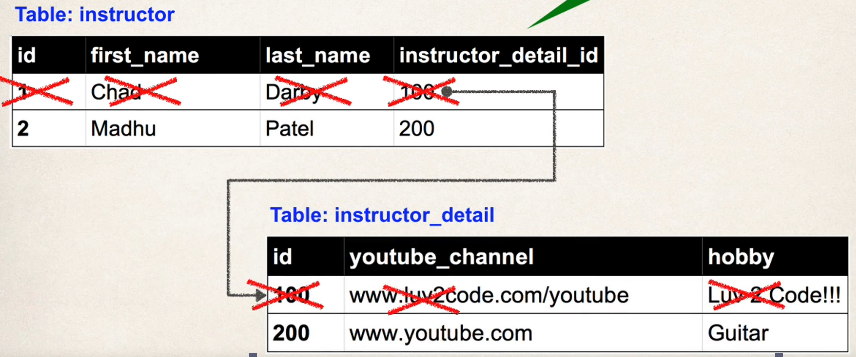 Table: instructor
id first_name last_name instructor_detail_id
1 Chad Darby 100
2 Madhu Patel 200
Table: instructor_detail
id youtube_channel hobby
100 www.luv2code.com/youtube Luv 2 Code!!!
200 www.youtube.com Guitar